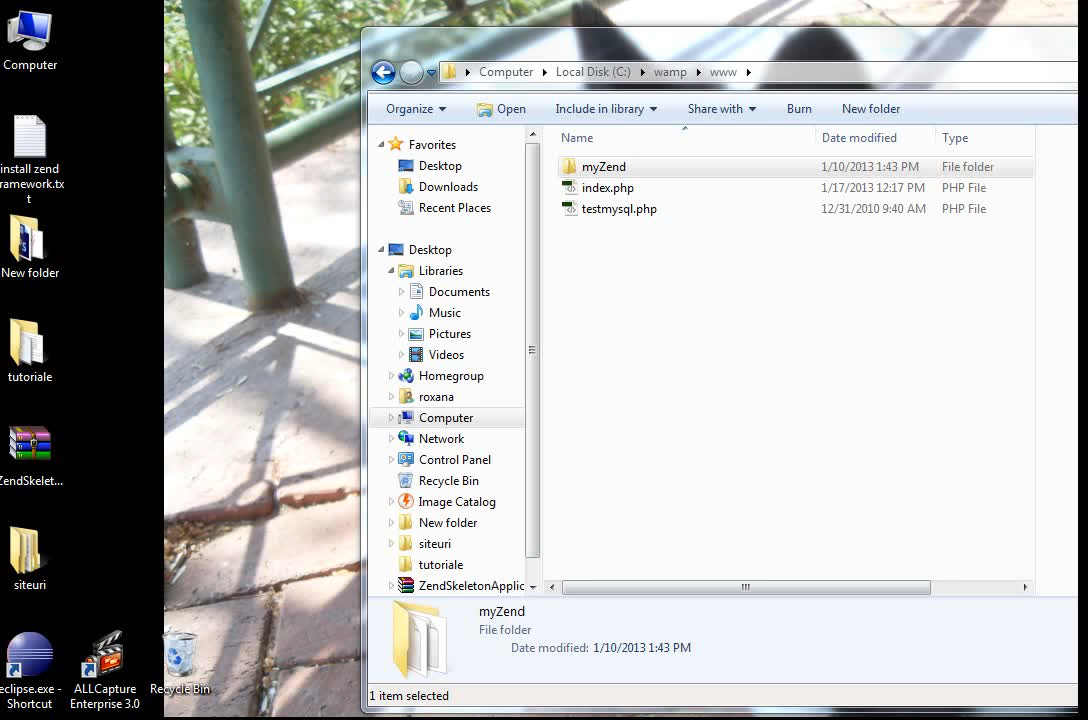 Computer
install zend
ramework.tx
t
New folder
tutoriale
ZendSkelet...
siteuri
eclipse.exe -
Shortcut
ALLCapture
Enterprise 3.0
Recycle Bin
Computer Local Disk (C:) wamp www
Organize Open Include in library Share with Burn New folder
Favorites
Desktop
Downloads
Recent Places
Desktop
Libraries
Documents
Music
Pictures
Videos
Homegroup
roxana
Computer
Network
Control Panel
Recycle Bin
Image Catalog
New folder
siteuri
tutoriale
ZendSkeletonApplic
Name Date modified Type
myZend 1/10/2013 1:43 PM File folder
index.php 1/17/2013 12:17 PM PHP File
testmysql.php 12/31/2010 9:40 AM PHP File
myZend
File folder
Date modified: 1/10/2013 1:43 PM
1 item selected